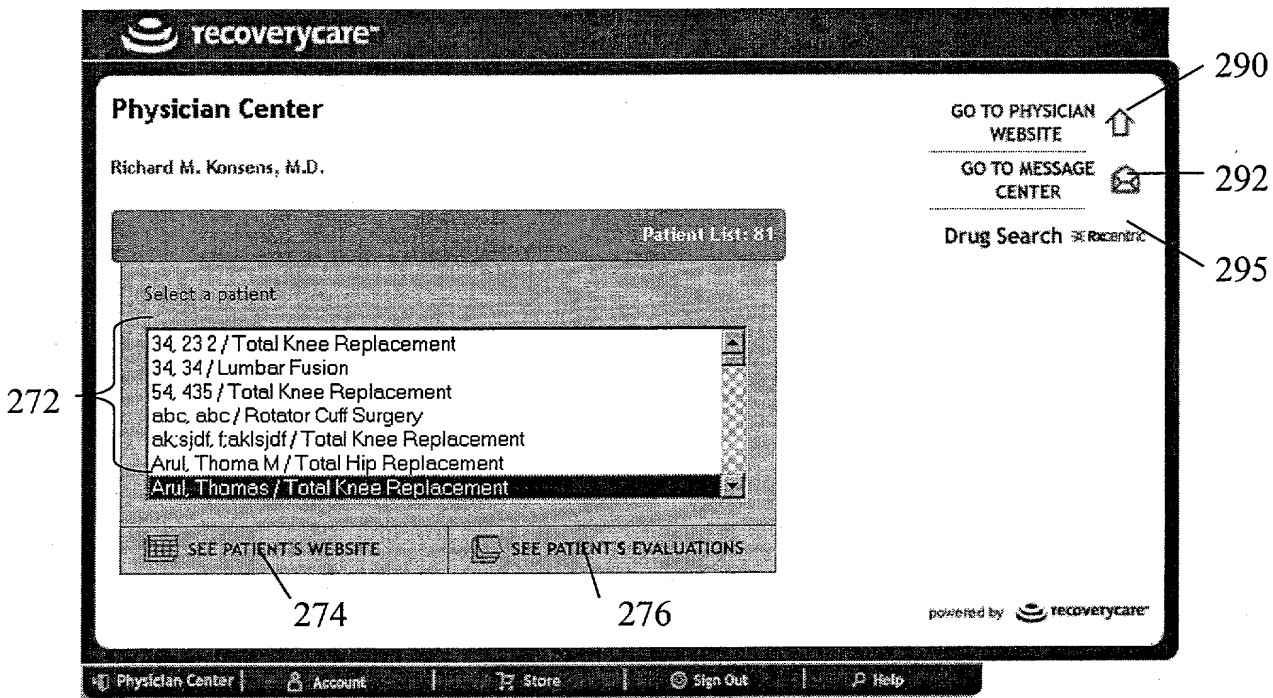 recoverycare™
290
Physician Center
GO TO PHYSICIAN
WEBSITE
Richard M. Konsens, M.D.
GO TO MESSAGE
CENTER
292
Patient List: 81
Drug Search Rxcentric
295
Select a patient
34, 23 2 / Total Knee Replacement
34, 34 / Lumbar Fusion
54, 435 / Total Knee Replacement
272
abc, abc / Rotator Cuff Surgery
ak;sjdf, f;aklsjdf / Total Knee Replacement
Arul, Thoma M / Total Hip Replacement
Arul, Thomas / Total Knee Replacement
SEE PATIENT'S WEBSITE
SEE PATIENT'S EVALUATIONS
274
276
powered by recoverycare™
Physician Center | Account | Store | Sign Out | Help